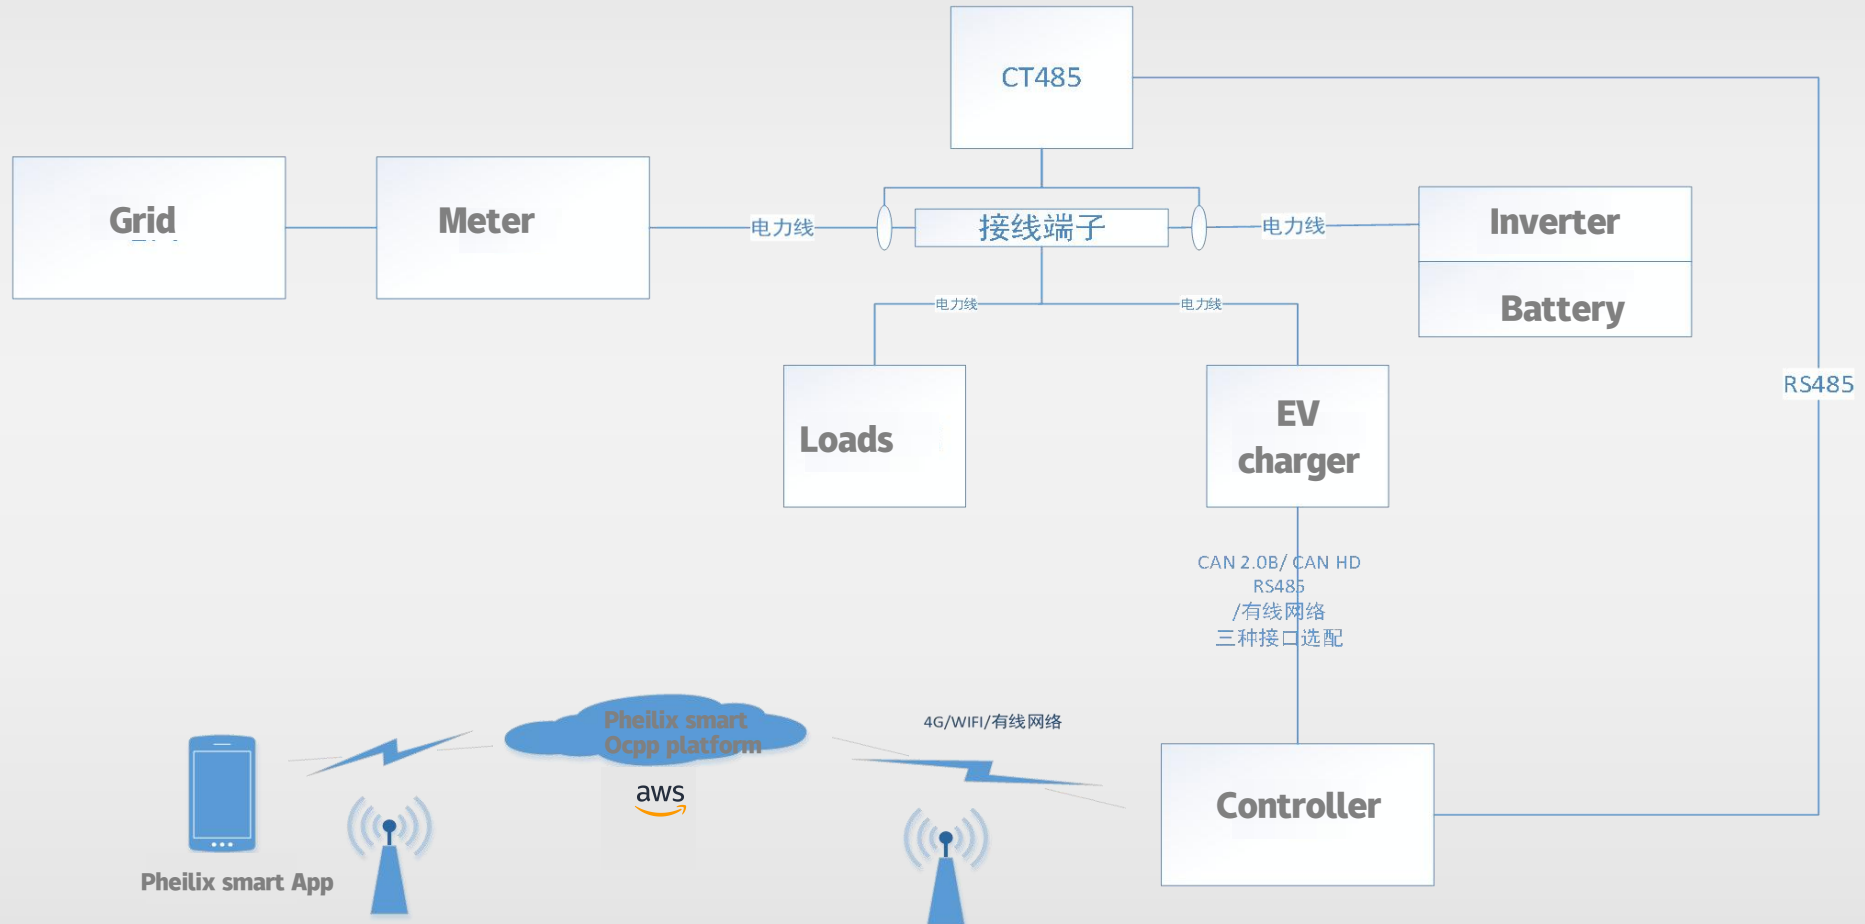 CT485
Grid
Meter
电力线
接线端子
电力线
Inverter
Battery
电力线
电力线
Loads
EV
charger
RS485
CAN 2.0B/ CAN HD
RS485
/有线网络
三种接口选配
Pheilix smart
Ocpp platform
aws
4G/WIFI/有线网络
Controller
Pheilix smart App